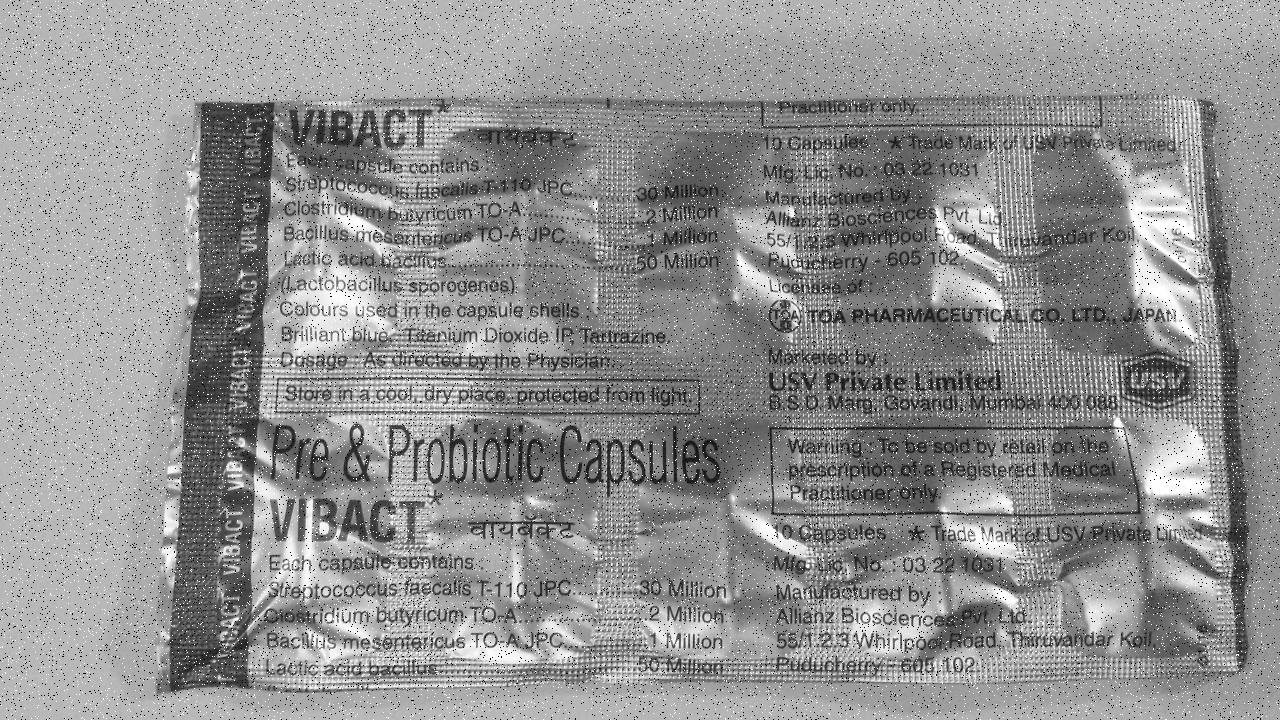 VIBACT VIBACT VIBACT VIBACT VIBACT VIBACT VIBACT
VIBACT* वायबॅक्ट
Each capsule contains :
Streptococcus faecalis T-110 JPC... 30 Million
Clostridium butyricum TO-A............ 2 Million
Bacillus mesentericus TO-A JPC.... 1 Million
Lactic acid bacillus........................... 50 Million
(Lactobacillus sporogenes)
Colours used in the capsule shells :
Brilliant blue, Titanium Dioxide IP, Tartrazine.
Dosage : As directed by the Physician.
Store in a cool, dry place, protected from light.
Pre & Probiotic Capsules
VIBACT* वायबॅक्ट
Each capsule contains :
Streptococcus faecalis T-110 JPC... 30 Million
Clostridium butyricum TO-A............ 2 Million
Bacillus mesentericus TO-A JPC.... 1 Million
Lactic acid bacillus........................... 50 Million
Practitioner only.
10 Capsules ★ Trade Mark of USV Private Limited
Mfg. Lic. No. : 03 22 1031
Manufactured by :
Allianz Biosciences Pvt. Ltd.
55/1,2,3 Whirlpool Road, Thiruvandar Koil,
Puducherry - 605 102.
Licensee of :
TOA TOA PHARMACEUTICAL CO. LTD., JAPAN.
Marketed by :
USV Private Limited
B.S.D. Marg, Govandi, Mumbai 400 088
USV
Warning : To be sold by retail on the
prescription of a Registered Medical
Practitioner only.
10 Capsules ★ Trade Mark of USV Private Limited
Mfg. Lic. No. : 03 22 1031
Manufactured by :
Allianz Biosciences Pvt. Ltd.
55/1,2,3 Whirlpool Road, Thiruvandar Koil,
Puducherry - 605 102.